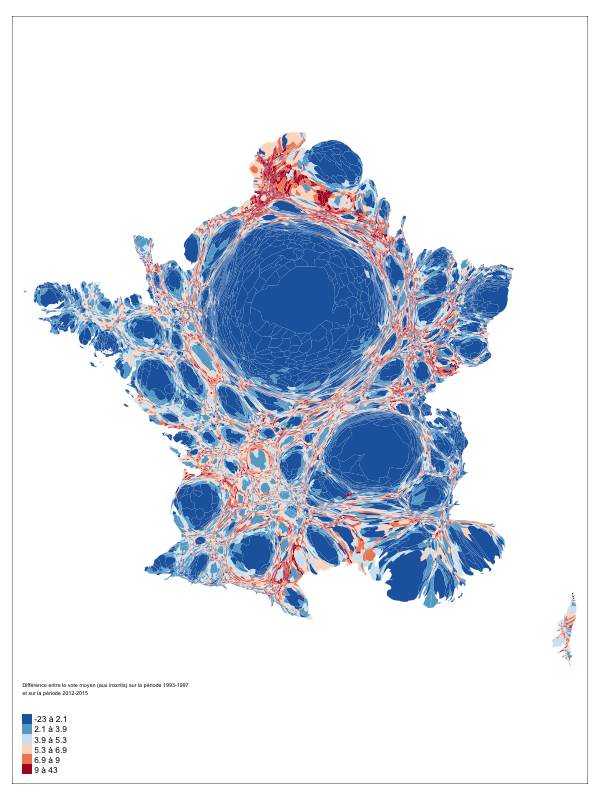 Différence entre le vote moyen (aux inscrits) sur la période 1993-1997
et sur la période 2012-2015
-23 à 2.1
2.1 à 3.9
3.9 à 5.3
5.3 à 6.9
6.9 à 9
9 à 43